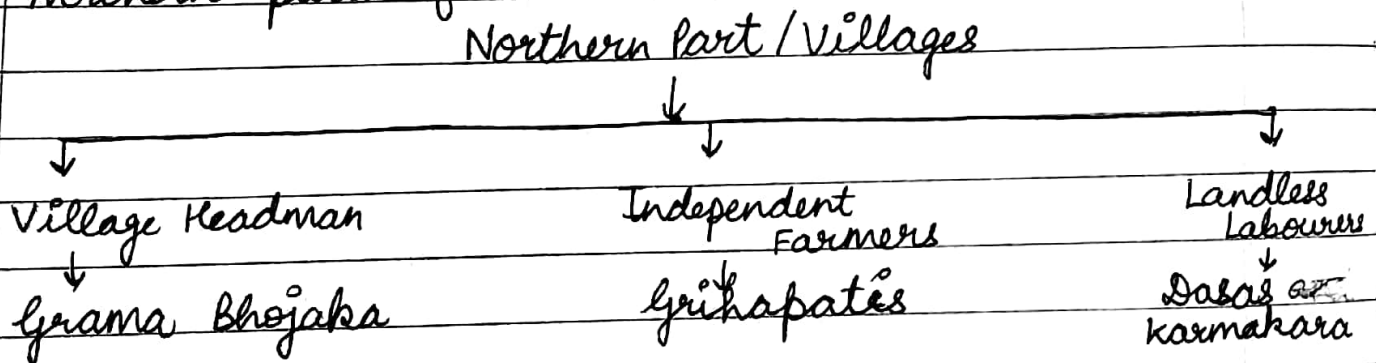 Northern Part / Villages
Village Headman
Independent
Farmers
Landless
Labourers
Grama Bhojaka
Grihapatis
Dasas
Karmakara